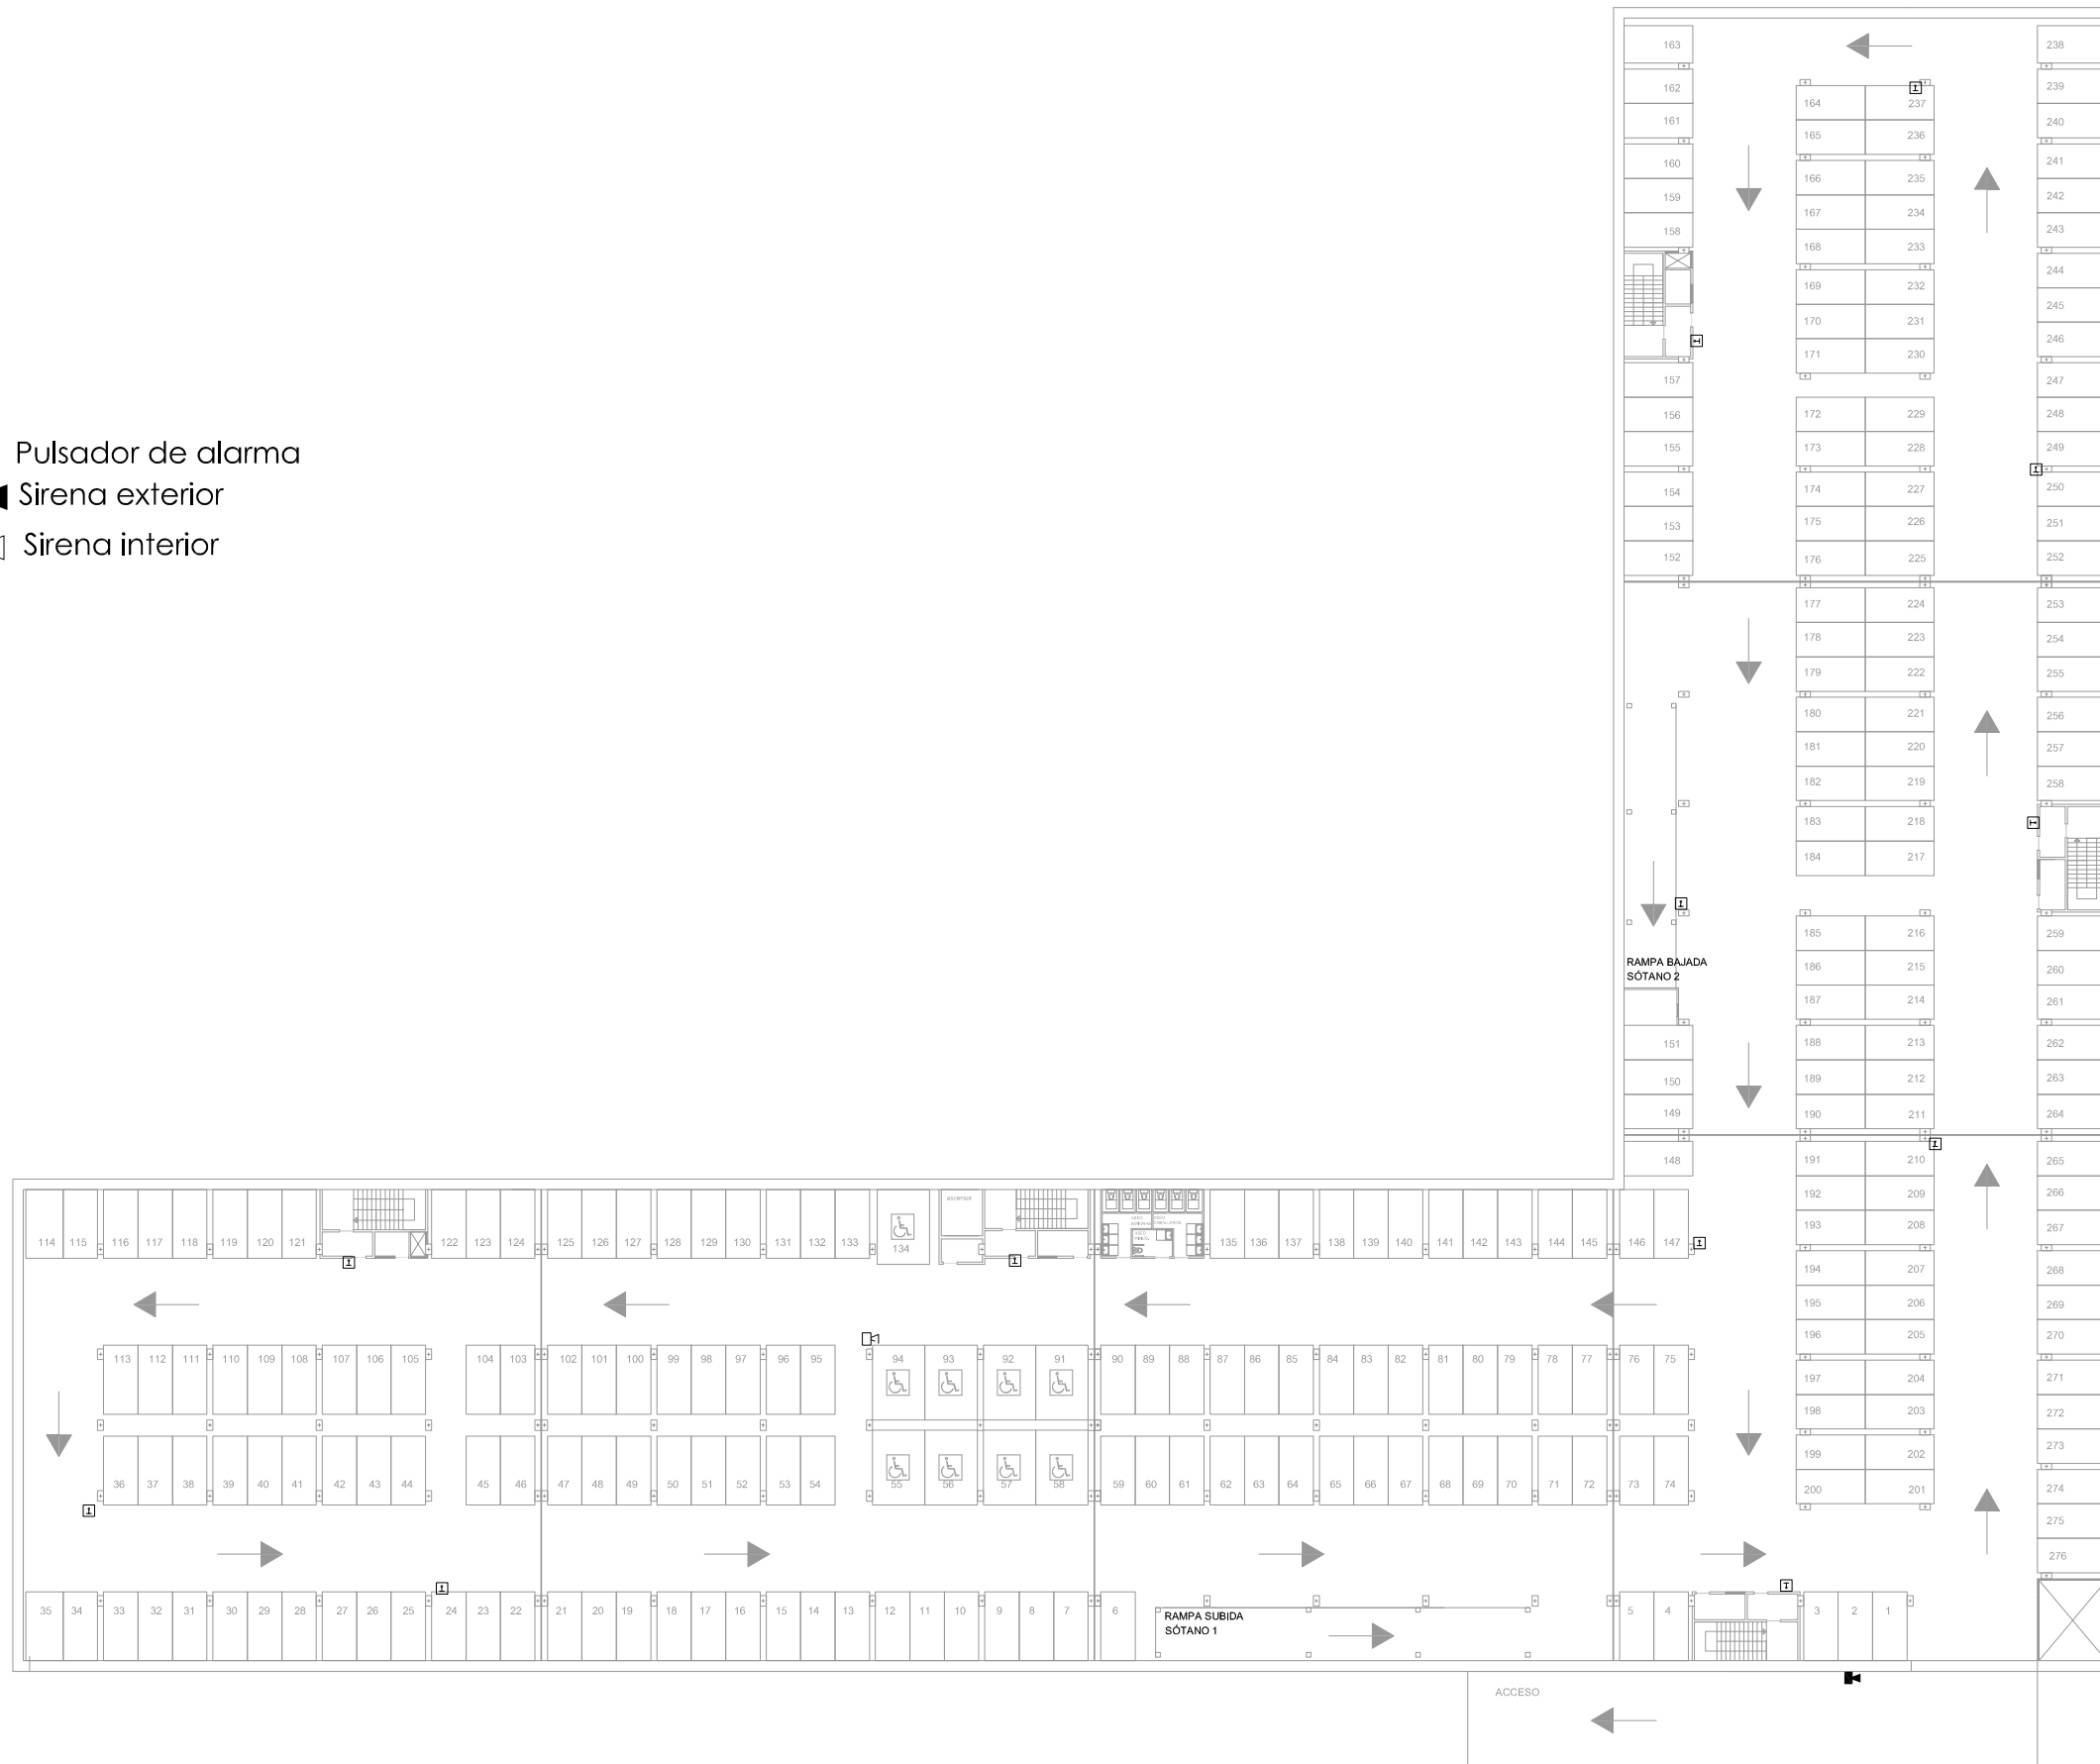 Pulsador de alarma
Sirena exterior
Sirena interior
163 238
162 239
161 240
160 241
159 242
158 243
244
245
246
157 247
156 248
155 249
154 250
153 251
152 252
164 237
165 236
166 235
167 234
168 233
169 232
170 231
171 230
172 229
173 228
174 227
175 226
176 225
177 224 253
178 223 254
179 222 255
180 221 256
181 220 257
182 219 258
183 218
184 217
185 216 259
186 215 260
187 214 261
RAMPA BAJADA
SÓTANO 2
151 188 213 262
150 189 212 263
149 190 211 264
148 191 210 265
192 209 266
193 208 267
194 207 268
195 206 269
196 205 270
197 204 271
198 203 272
199 202 273
200 201 274
275
276
ascensor
114 115 116 117 118 119 120 121 122 123 124 125 126 127 128 129 130 131 132 133 134 135 136 137 138 139 140 141 142 143 144 145 146 147
113 112 111 110 109 108 107 106 105 104 103 102 101 100 99 98 97 96 95 94 93 92 91 90 89 88 87 86 85 84 83 82 81 80 79 78 77 76 75
36 37 38 39 40 41 42 43 44 45 46 47 48 49 50 51 52 53 54 55 56 57 58 59 60 61 62 63 64 65 66 67 68 69 70 71 72 73 74
35 34 33 32 31 30 29 28 27 26 25 24 23 22 21 20 19 18 17 16 15 14 13 12 11 10 9 8 7 6 5 4 3 2 1
RAMPA SUBIDA
SÓTANO 1
ACCESO